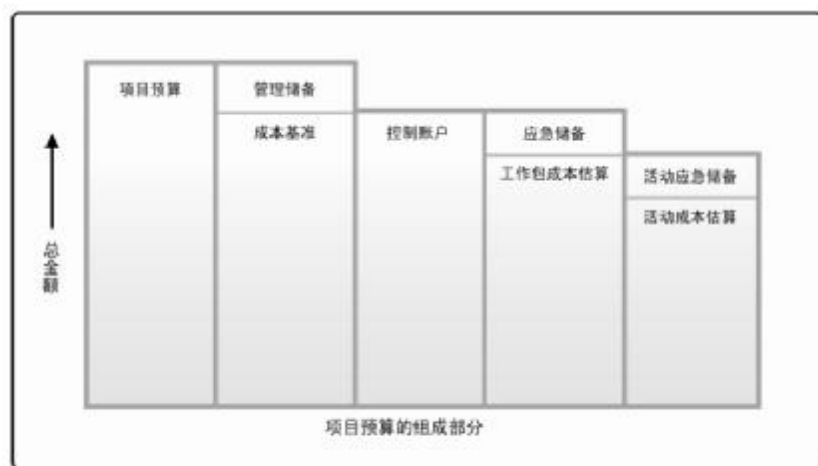 项目预算
管理储备
成本基准
控制账户
应急储备
工作包成本估算
活动应急储备
活动成本估算
总金额
项目预算的组成部分